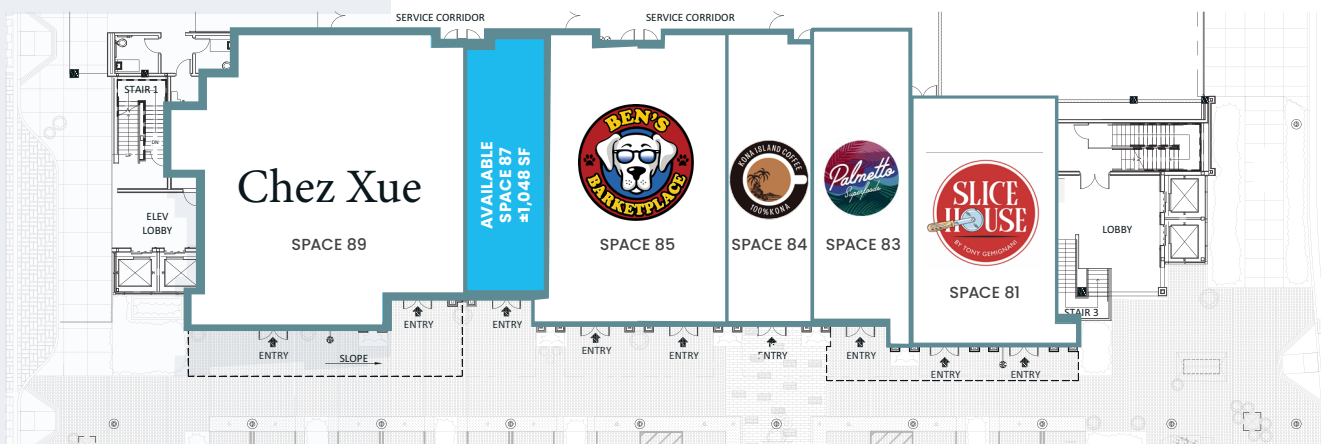 SERVICE CORRIDOR
SERVICE CORRIDOR
STAIR 1
UP
DN
ELEV
LOBBY
Chez Xue
SPACE 89
AVAILABLE
SPACE 87
±1,048 SF
BEN'S
BARKETPLACE
SPACE 85
KONA ISLAND COFFEE
100% KONA
SPACE 84
Palmetto
Superfoods
SPACE 83
SLICE
HOUSE
BY TONY GEMIGNANI
SPACE 81
LOBBY
STAIR 3
ENTRY
SLOPE
ENTRY
ENTRY
ENTRY
ENTRY
ENTRY
ENTRY
ENTRY
ENTRY